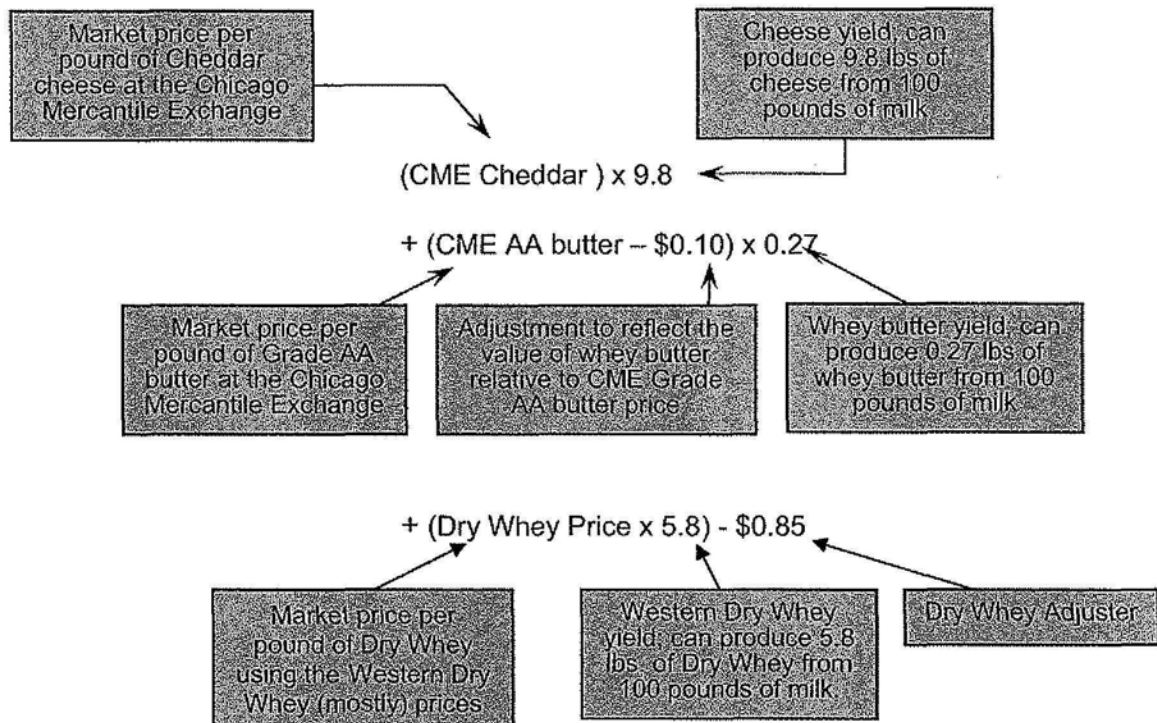 Market price per
pound of Cheddar
cheese at the Chicago
Mercantile Exchange
Cheese yield, can
produce 9.8 lbs of
cheese from 100
pounds of milk
(CME Cheddar ) x 9.8
+ (CME AA butter – $0.10) x 0.27
Market price per
pound of Grade AA
butter at the Chicago
Mercantile Exchange
Adjustment to reflect the
value of whey butter
relative to CME Grade
AA butter price
Whey butter yield, can
produce 0.27 lbs of
whey butter from 100
pounds of milk
+ (Dry Whey Price x 5.8) - $0.85
Market price per
pound of Dry Whey
using the Western Dry
Whey (mostly) prices
Western Dry Whey
yield; can produce 5.8
lbs. of Dry Whey from
100 pounds of milk
Dry Whey Adjuster